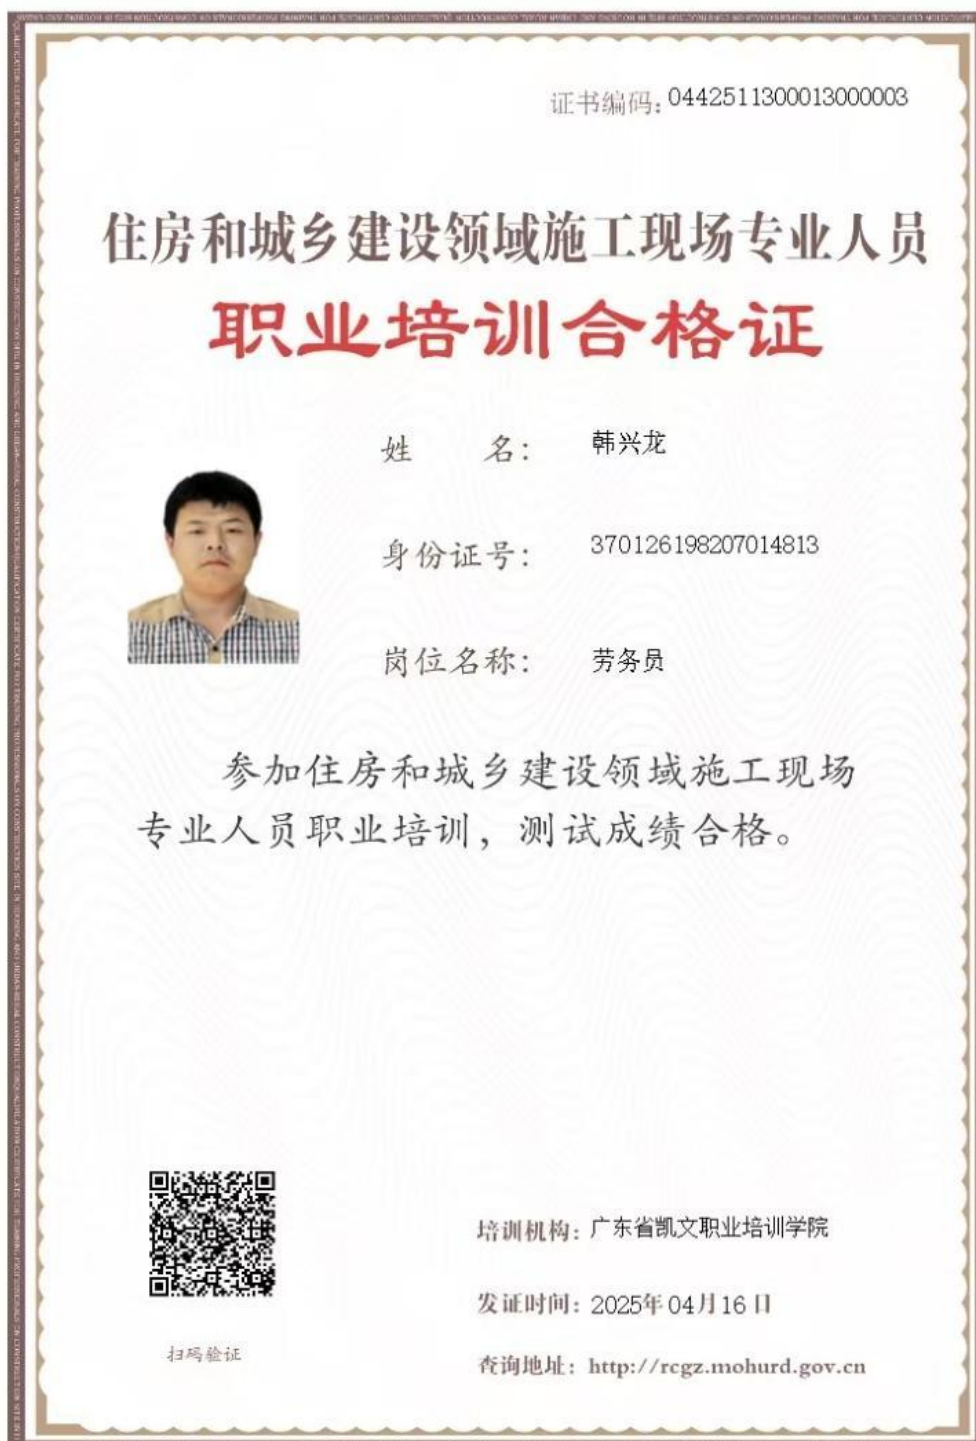 证书编码: 0442511300013000003
住房和城乡建设领域施工现场专业人员
职业培训合格证
姓 名: 韩兴龙
身份证号: 370126198207014813
岗位名称: 劳务员
参加住房和城乡建设领域施工现场
专业人员职业培训，测试成绩合格。
培训机构: 广东省凯文职业培训学院
发证时间: 2025年04月16日
扫码验证
查询地址: http://rcgz.mohurd.gov.cn